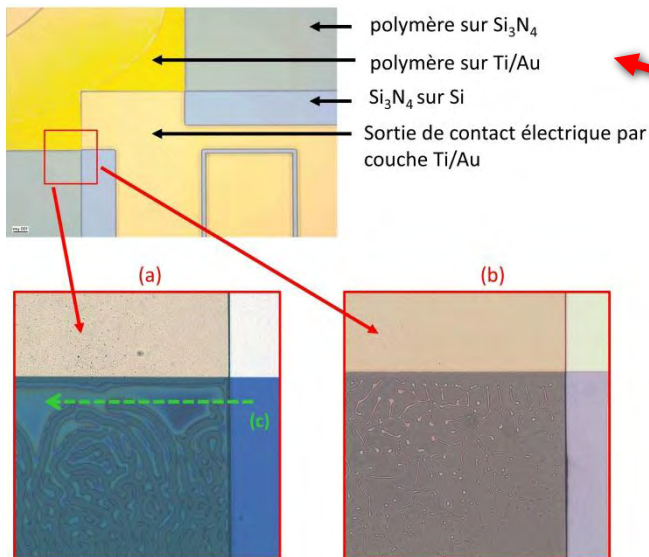 polymère sur Si₃N₄
polymère sur Ti/Au
Si₃N₄ sur Si
Sortie de contact électrique par
couche Ti/Au
(a)
(b)
(c)